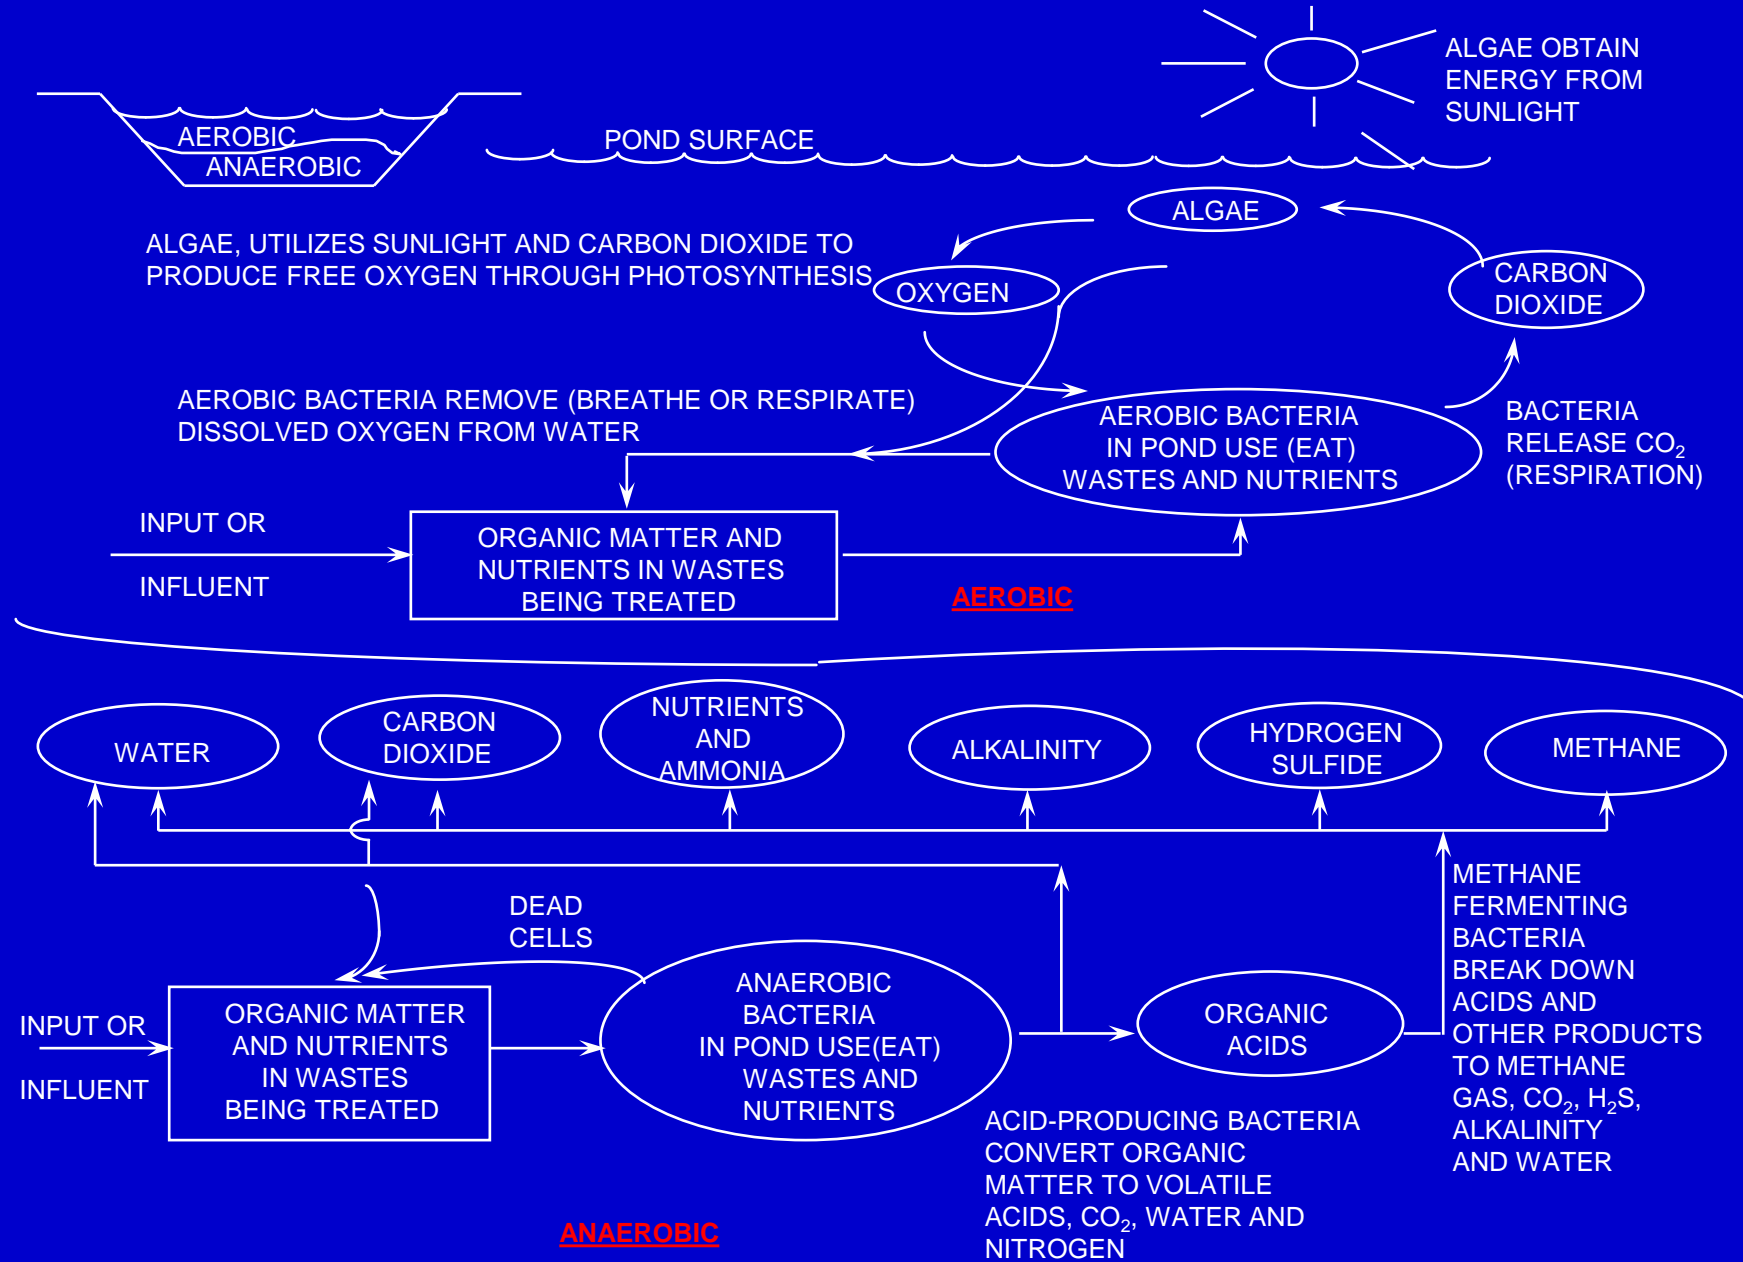 ALGAE OBTAIN
ENERGY FROM
SUNLIGHT
AEROBIC
ANAEROBIC
POND SURFACE
ALGAE
ALGAE, UTILIZES SUNLIGHT AND CARBON DIOXIDE TO
PRODUCE FREE OXYGEN THROUGH PHOTOSYNTHESIS
OXYGEN
CARBON
DIOXIDE
AEROBIC BACTERIA REMOVE (BREATHE OR RESPIRATE)
DISSOLVED OXYGEN FROM WATER
AEROBIC BACTERIA
IN POND USE (EAT)
WASTES AND NUTRIENTS
BACTERIA
RELEASE CO₂
(RESPIRATION)
INPUT OR
INFLUENT
ORGANIC MATTER AND
NUTRIENTS IN WASTES
BEING TREATED
AEROBIC
WATER
CARBON
DIOXIDE
NUTRIENTS
AND
AMMONIA
ALKALINITY
HYDROGEN
SULFIDE
METHANE
DEAD
CELLS
INPUT OR
INFLUENT
ORGANIC MATTER
AND NUTRIENTS
IN WASTES
BEING TREATED
ANAEROBIC
BACTERIA
IN POND USE(EAT)
WASTES AND
NUTRIENTS
ORGANIC
ACIDS
METHANE
FERMENTING
BACTERIA
BREAK DOWN
ACIDS AND
OTHER PRODUCTS
TO METHANE
GAS, CO₂, H₂S,
ALKALINITY
AND WATER
ACID-PRODUCING BACTERIA
CONVERT ORGANIC
MATTER TO VOLATILE
ACIDS, CO₂, WATER AND
NITROGEN
ANAEROBIC